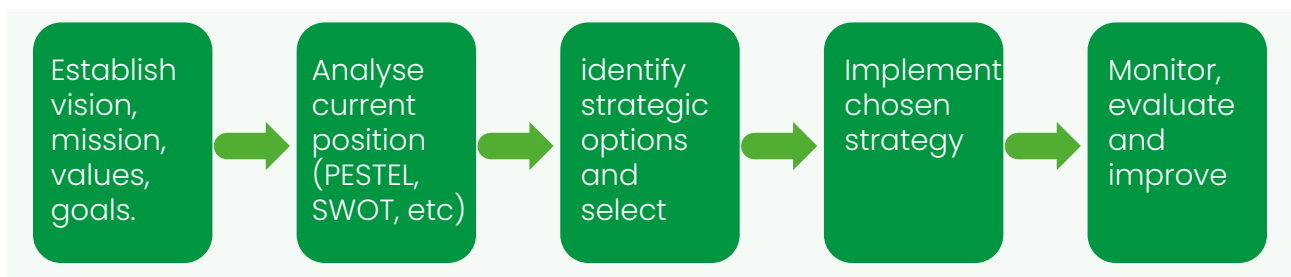 Establish
vision,
mission,
values,
goals.
Analyse
current
position
(PESTEL,
SWOT, etc)
identify
strategic
options
and
select
Implement
chosen
strategy
Monitor,
evaluate
and
improve